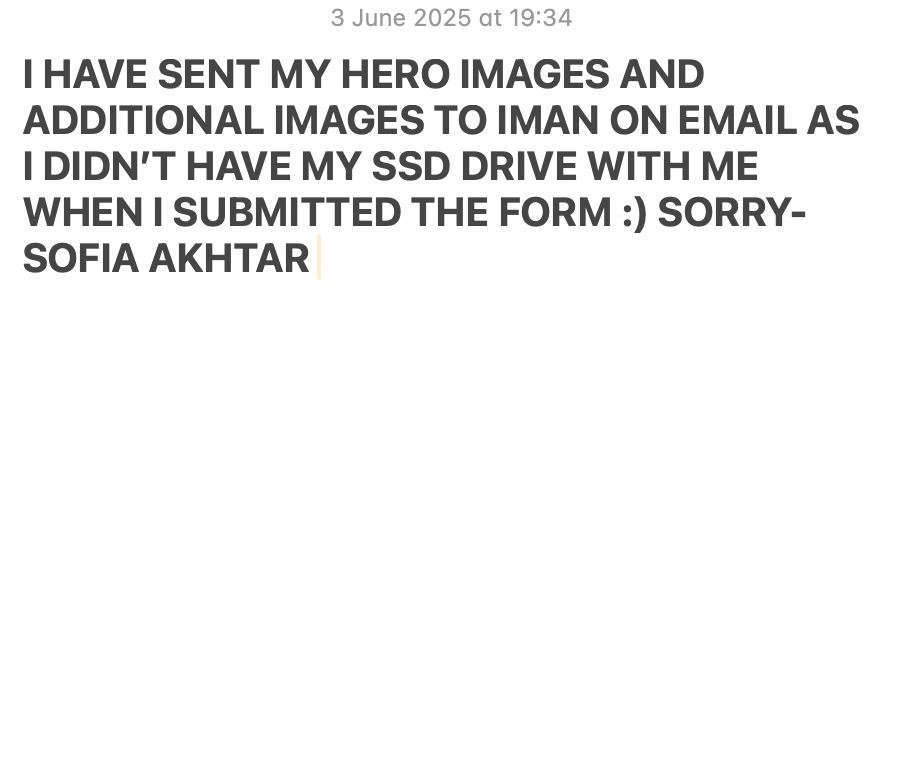 3 June 2025 at 19:34
I HAVE SENT MY HERO IMAGES AND
ADDITIONAL IMAGES TO IMAN ON EMAIL AS
I DIDN’T HAVE MY SSD DRIVE WITH ME
WHEN I SUBMITTED THE FORM :) SORRY-
SOFIA AKHTAR